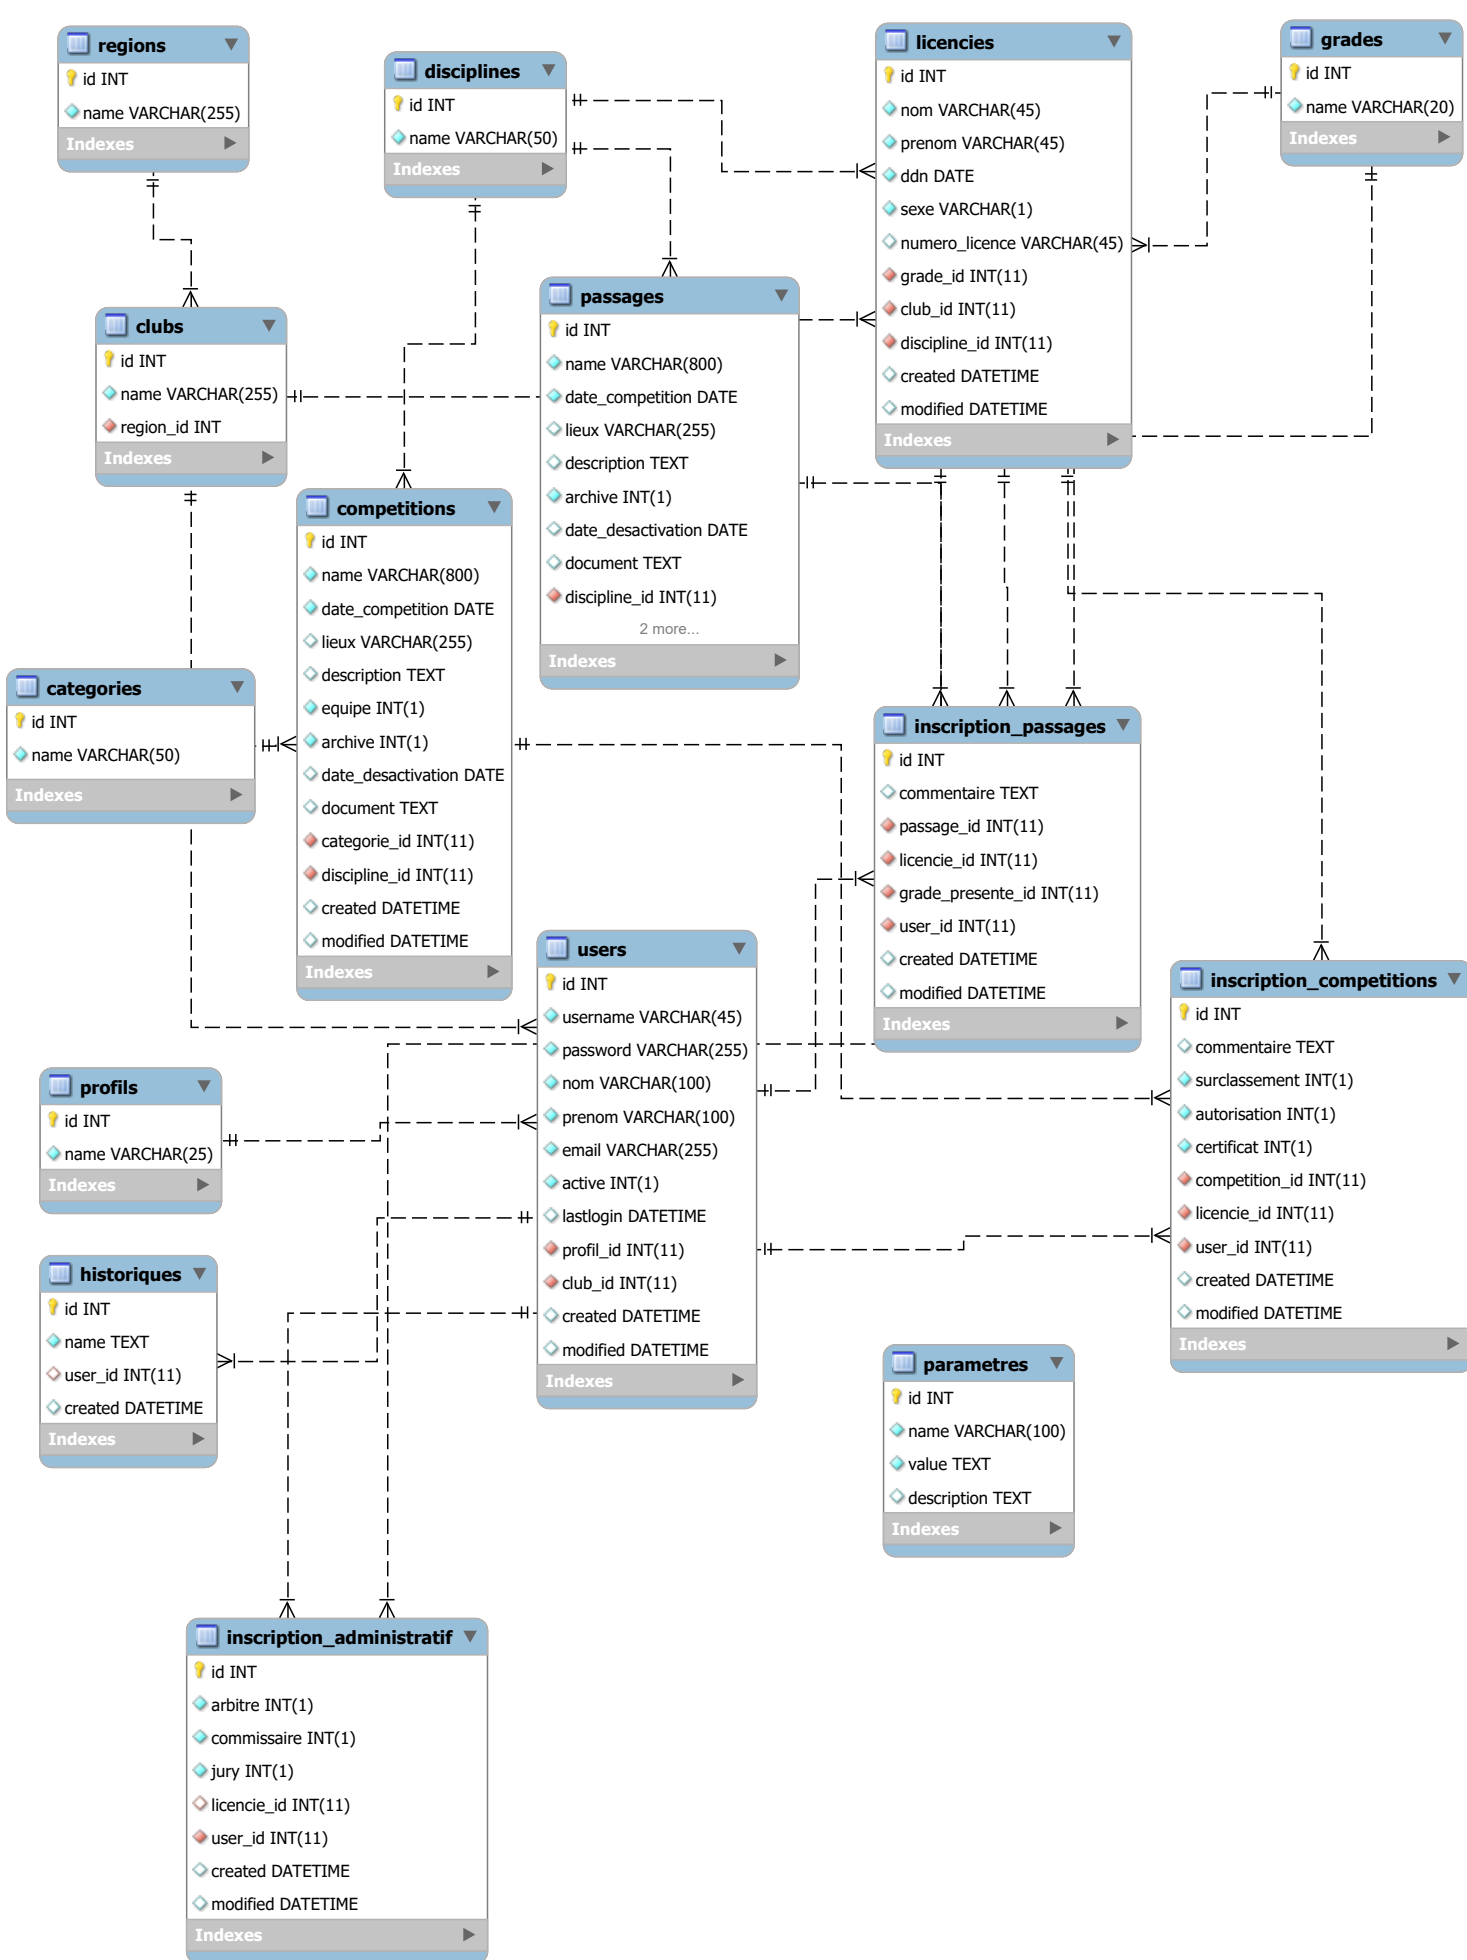 regions
id INT
name VARCHAR(255)
Indexes
disciplines
id INT
name VARCHAR(50)
Indexes
licencies
id INT
nom VARCHAR(45)
prenom VARCHAR(45)
ddn DATE
sexe VARCHAR(1)
numero_licence VARCHAR(45)
grade_id INT(11)
club_id INT(11)
discipline_id INT(11)
created DATETIME
modified DATETIME
Indexes
grades
id INT
name VARCHAR(20)
Indexes
clubs
id INT
name VARCHAR(255)
region_id INT
Indexes
passages
id INT
name VARCHAR(800)
date_competition DATE
lieux VARCHAR(255)
description TEXT
archive INT(1)
date_desactivation DATE
document TEXT
discipline_id INT(11)
2 more...
Indexes
competitions
id INT
name VARCHAR(800)
date_competition DATE
lieux VARCHAR(255)
description TEXT
equipe INT(1)
archive INT(1)
date_desactivation DATE
document TEXT
categorie_id INT(11)
discipline_id INT(11)
created DATETIME
modified DATETIME
Indexes
categories
id INT
name VARCHAR(50)
Indexes
inscription_passages
id INT
commentaire TEXT
passage_id INT(11)
licencie_id INT(11)
grade_presente_id INT(11)
user_id INT(11)
created DATETIME
modified DATETIME
Indexes
users
id INT
username VARCHAR(45)
password VARCHAR(255)
nom VARCHAR(100)
prenom VARCHAR(100)
email VARCHAR(255)
active INT(1)
lastlogin DATETIME
profil_id INT(11)
club_id INT(11)
created DATETIME
modified DATETIME
Indexes
inscription_competitions
id INT
commentaire TEXT
surclassement INT(1)
autorisation INT(1)
certificat INT(1)
competition_id INT(11)
licencie_id INT(11)
user_id INT(11)
created DATETIME
modified DATETIME
Indexes
profils
id INT
name VARCHAR(25)
Indexes
historiques
id INT
name TEXT
user_id INT(11)
created DATETIME
Indexes
parametres
id INT
name VARCHAR(100)
value TEXT
description TEXT
Indexes
inscription_administratif
id INT
arbitre INT(1)
commissaire INT(1)
jury INT(1)
licencie_id INT(11)
user_id INT(11)
created DATETIME
modified DATETIME
Indexes